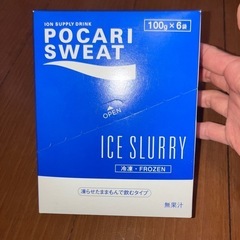 ION SUPPLY DRINK
POCARI
SWEAT
100g×6袋
OPEN
ICE SLURRY
冷凍・FROZEN
凍らせたままもんで飲むタイプ
無果汁